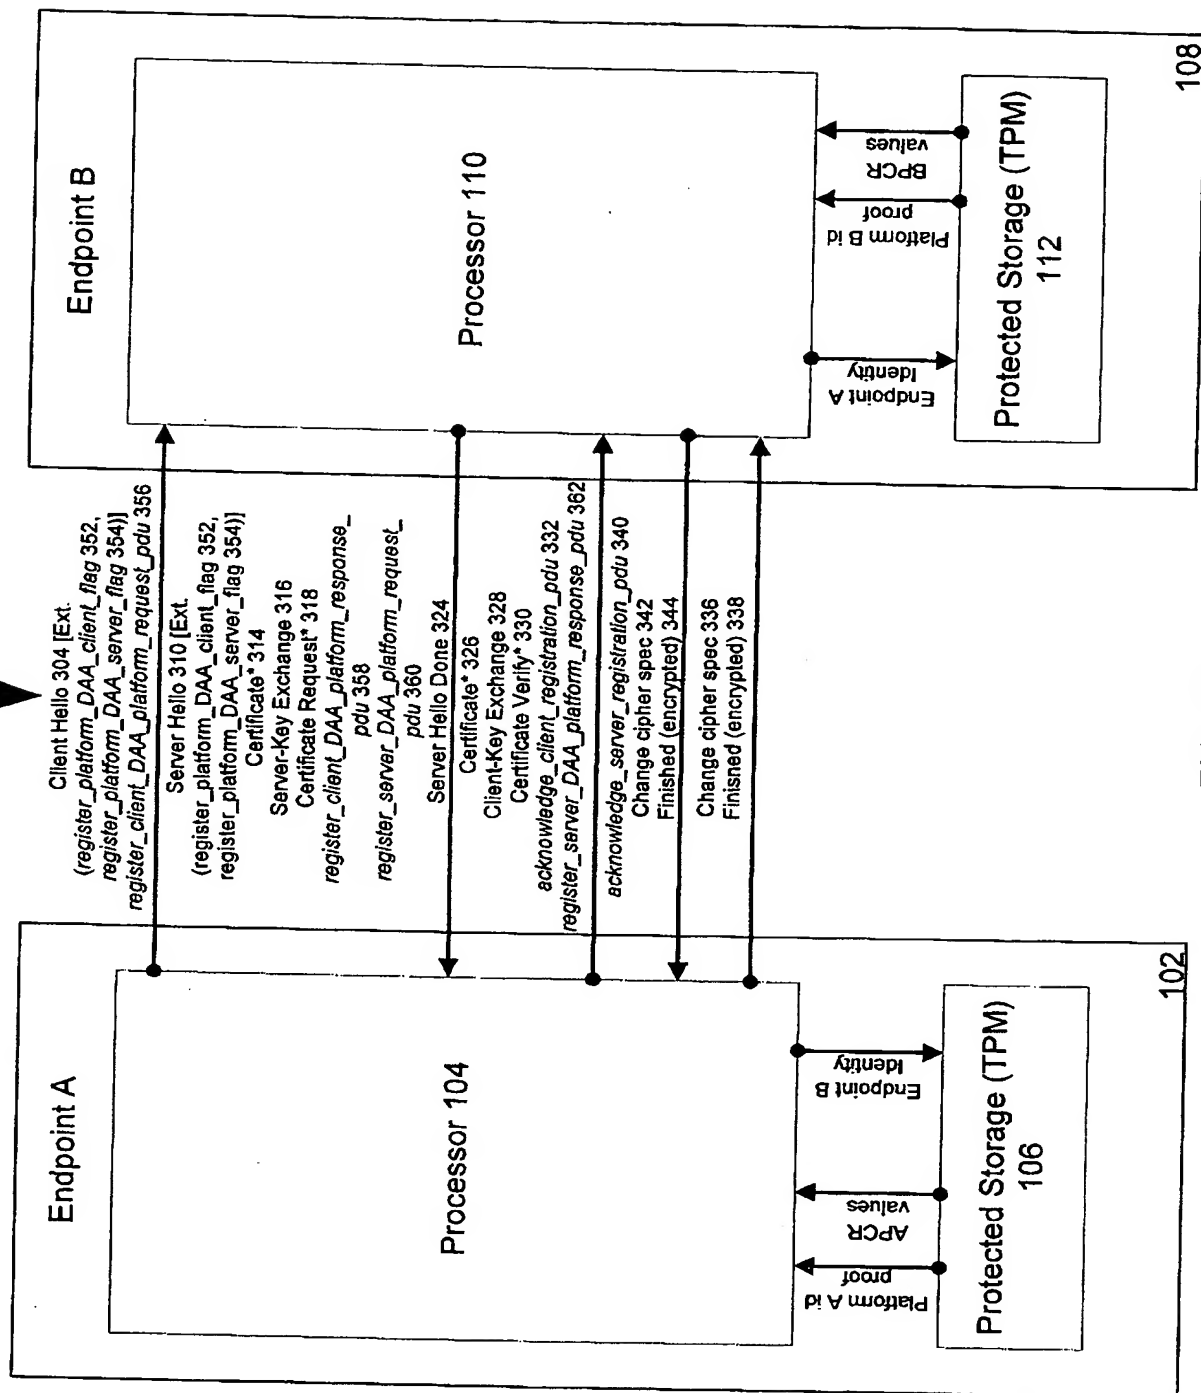 Endpoint A
Processor 104
Platform A id
proof
APCR
values
Endpoint B
Identity
Protected Storage (TPM)
106
102
Client Hello 304 [Ext.
(register_platform_DAA_client_flag 352,
register_platform_DAA_server_flag 354)]
register_client_DAA_platform_request_pdu 356
Server Hello 310 [Ext.
(register_platform_DAA_client_flag 352,
register_platform_DAA_server_flag 354)]
Certificate* 314
Server-Key Exchange 316
Certificate Request* 318
register_client_DAA_platform_response_
pdu 358
register_server_DAA_platform_request_
pdu 360
Server Hello Done 324
Certificate* 326
Client-Key Exchange 328
Certificate Verify* 330
acknowledge_client_registration_pdu 332
register_server_DAA_platform_response_pdu 362
acknowledge_server_registration_pdu 340
Change cipher spec 342
Finished (encrypted) 344
Change cipher spec 336
Finisned (encrypted) 338
Endpoint B
Processor 110
Endpoint A
Identity
Platform B id
proof
BPCR
values
Protected Storage (TPM)
112
108